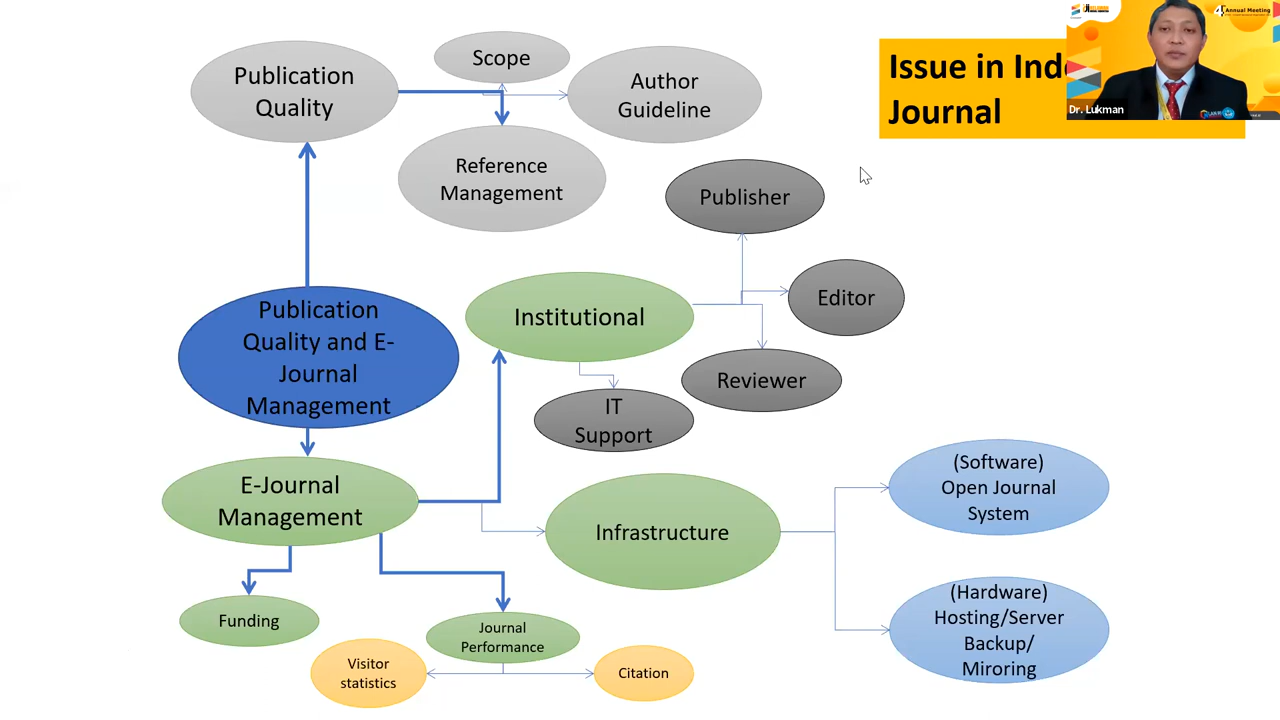 Issue in
Journal
Annual Meeting
Dr. Lukman
Publication
Quality
Scope
Author
Guideline
Reference
Management
Publisher
Editor
Institutional
Reviewer
IT
Support
Publication
Quality and E-
Journal
Management
E-Journal
Management
Infrastructure
(Software)
Open Journal
System
(Hardware)
Hosting/Server
Backup/
Miroring
Funding
Journal
Performance
Visitor
statistics
Citation